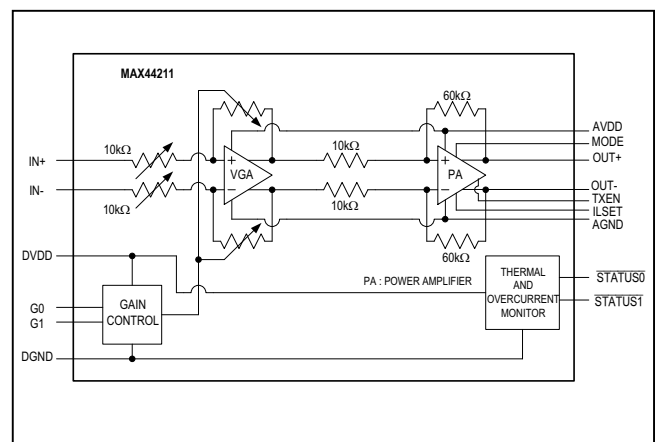 MAX44211
60kΩ
AVDD
MODE
10kΩ
10kΩ
IN+
OUT+
VGA
PA
IN-
OUT-
TXEN
10kΩ
10kΩ
ILSET
AGND
60kΩ
DVDD
PA : POWER AMPLIFIER
THERMAL
AND
OVERCURRENT
MONITOR
STATUS0
STATUS1
G0
G1
GAIN
CONTROL
DGND
+
-
+
-